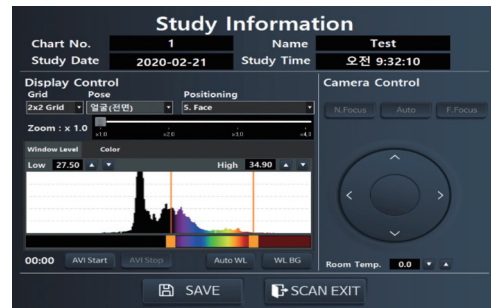 Study Information
Chart No. 1 Name Test
Study Date 2020-02-21 Study Time 오전 9:32:10
Display Control
Grid Pose Positioning
2x2 Grid 얼굴(전면) 5. Face
Zoom : x 1.0
x1.0 x2.0 x3.0 x4.0
Window Level Color
Low 27.50 High 34.90
00:00 AVI Start AVI Stop Auto WL WL BG
Camera Control
N.Focus Auto F.Focus
Room Temp. 0.0
SAVE SCAN EXIT